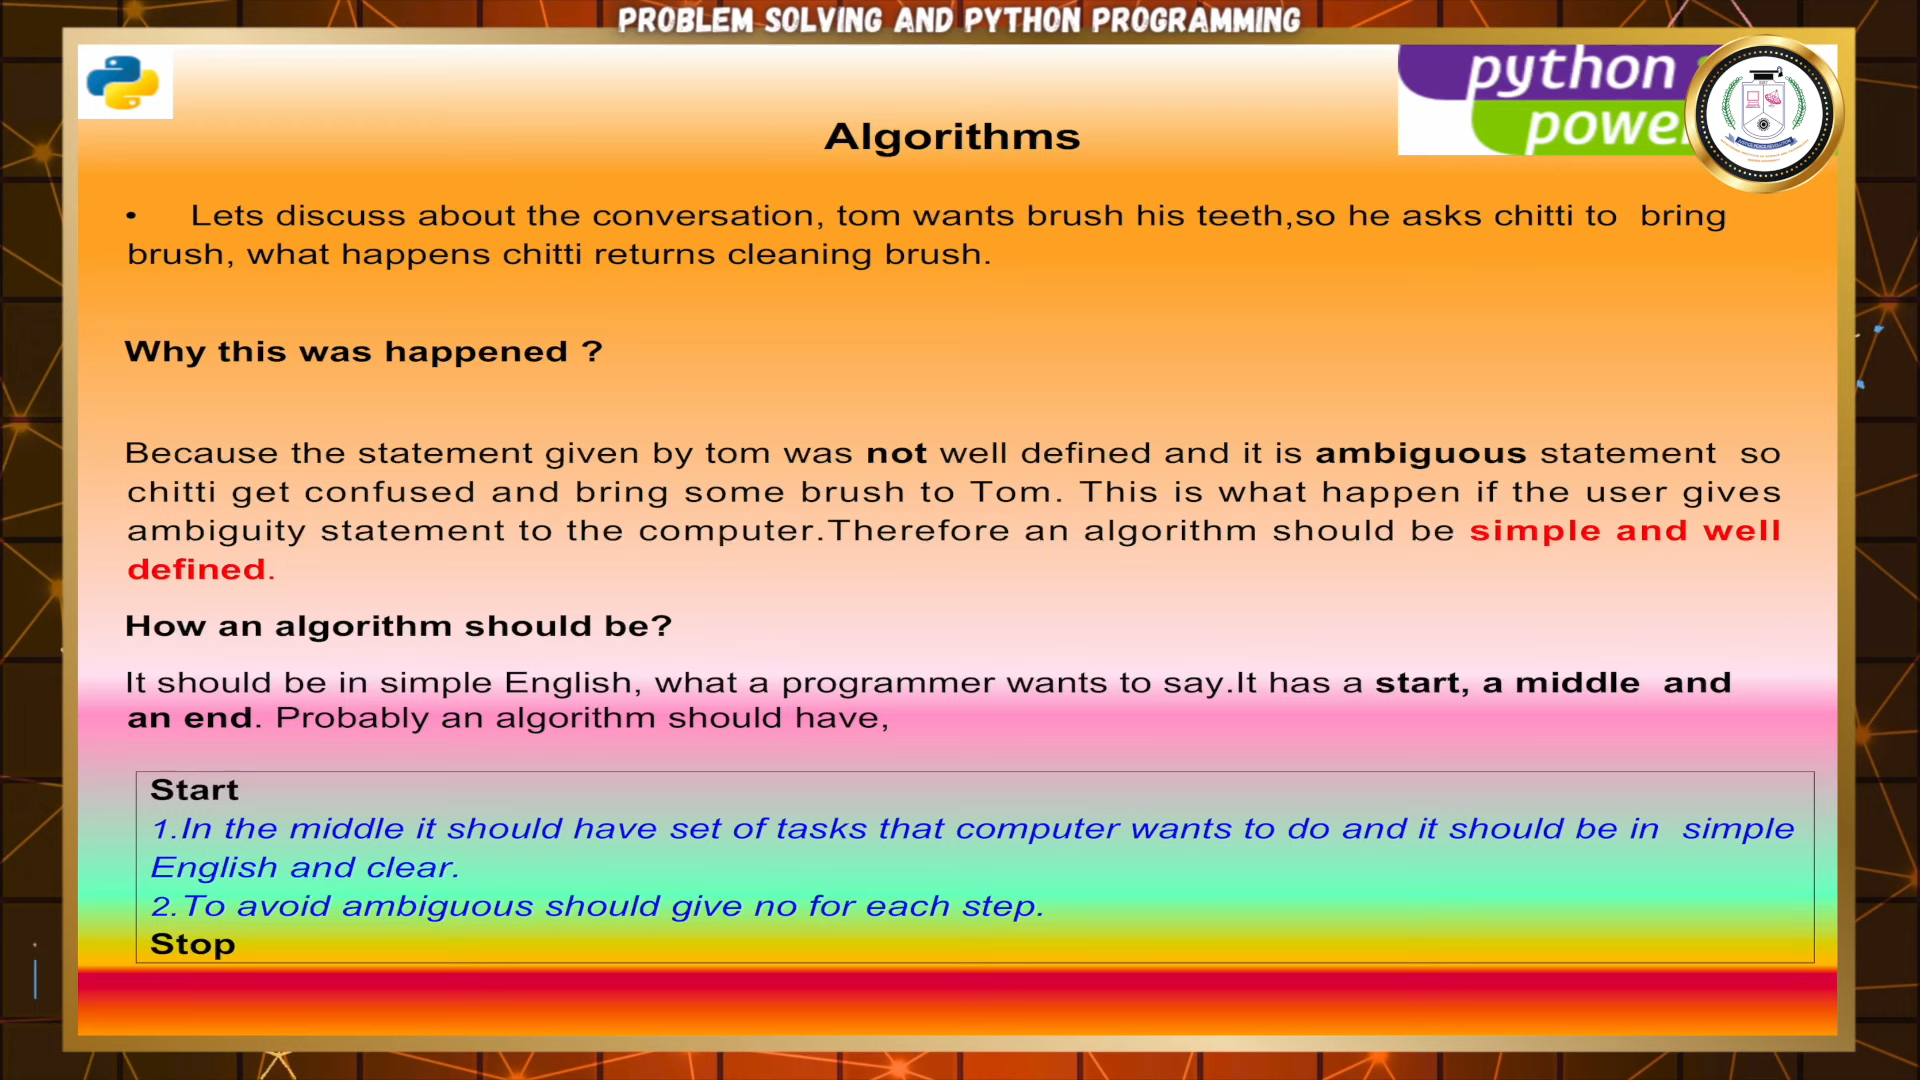 PROBLEM SOLVING AND PYTHON PROGRAMMING
python
powe
Algorithms
• Lets discuss about the conversation, tom wants brush his teeth,so he asks chitti to bring
brush, what happens chitti returns cleaning brush.
Why this was happened ?
Because the statement given by tom was not well defined and it is ambiguous statement so
chitti get confused and bring some brush to Tom. This is what happen if the user gives
ambiguity statement to the computer.Therefore an algorithm should be simple and well
defined.
How an algorithm should be?
It should be in simple English, what a programmer wants to say.It has a start, a middle and
an end. Probably an algorithm should have,
Start
1.In the middle it should have set of tasks that computer wants to do and it should be in simple
English and clear.
2.To avoid ambiguous should give no for each step.
Stop